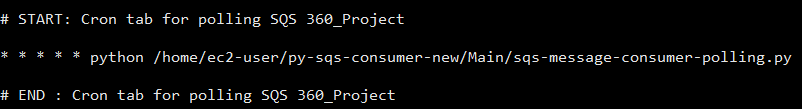 # START: Cron tab for polling SQS 360_Project
* * * * * python /home/ec2-user/py-sqs-consumer-new/Main/sqs-message-consumer-polling.py
# END : Cron tab for polling SQS 360_Project